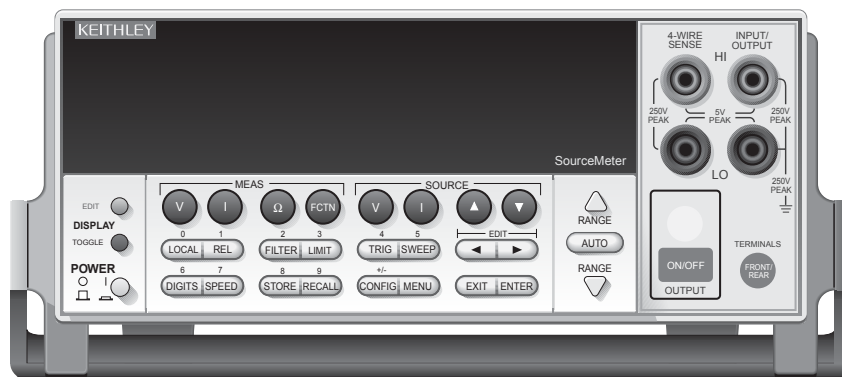 KEITHLEY
SourceMeter
4-WIRE
SENSE
INPUT/
OUTPUT
HI
250V
PEAK
5V
PEAK
250V
PEAK
LO
250V
PEAK
MEAS
SOURCE
EDIT
DISPLAY
TOGGLE
POWER
V I Ω FCTN V I
0 1 2 3 4 5 EDIT
LOCAL REL FILTER LIMIT TRIG SWEEP
6 7 8 9 +/-
DIGITS SPEED STORE RECALL CONFIG MENU EXIT ENTER
RANGE
AUTO
RANGE
ON/OFF
OUTPUT
TERMINALS
FRONT/
REAR